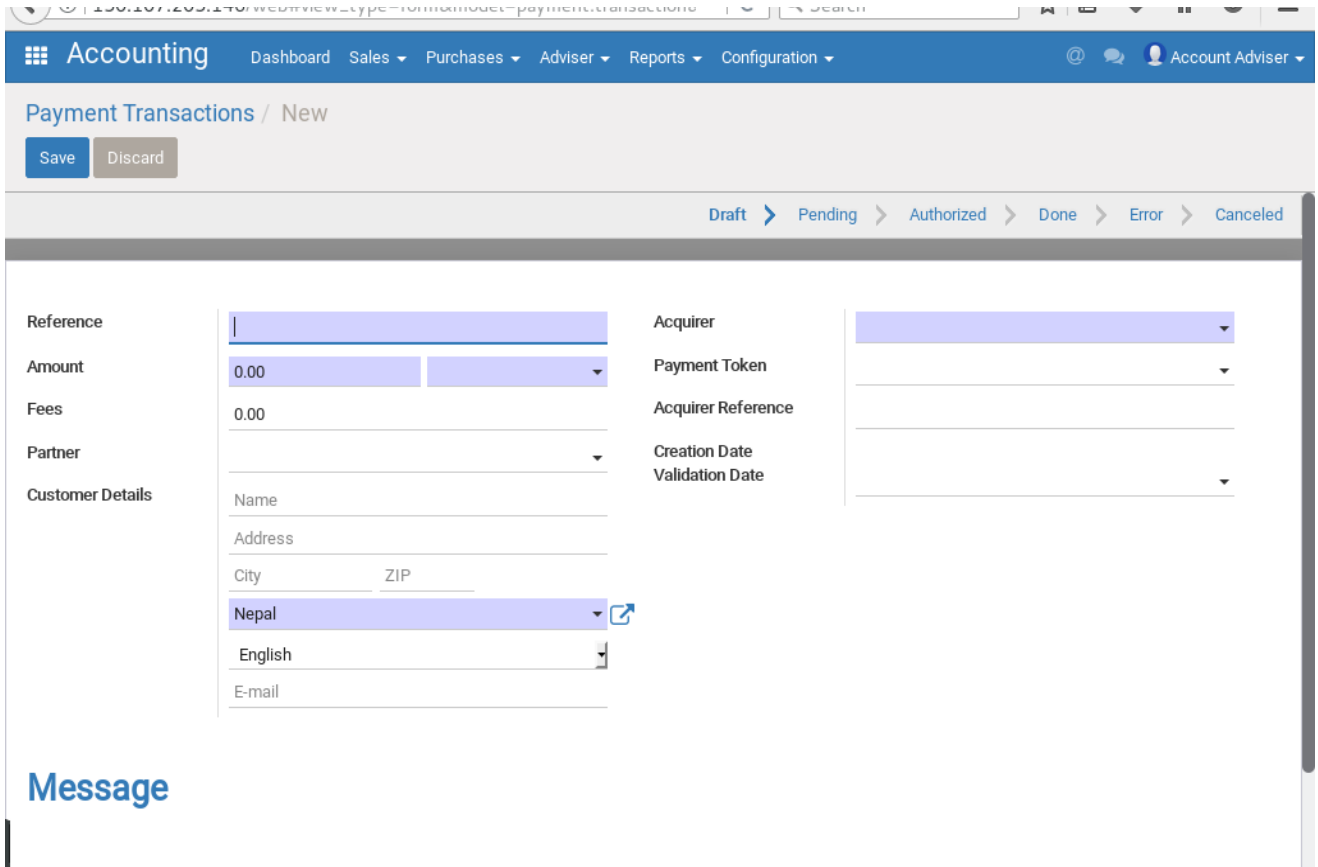 Accounting Dashboard Sales Purchases Adviser Reports Configuration @ Account Adviser
Payment Transactions / New
Save Discard
Draft Pending Authorized Done Error Canceled
Reference
Amount 0.00
Fees 0.00
Partner
Customer Details Name
Address
City ZIP
Nepal
English
E-mail
Acquirer
Payment Token
Acquirer Reference
Creation Date
Validation Date
Message